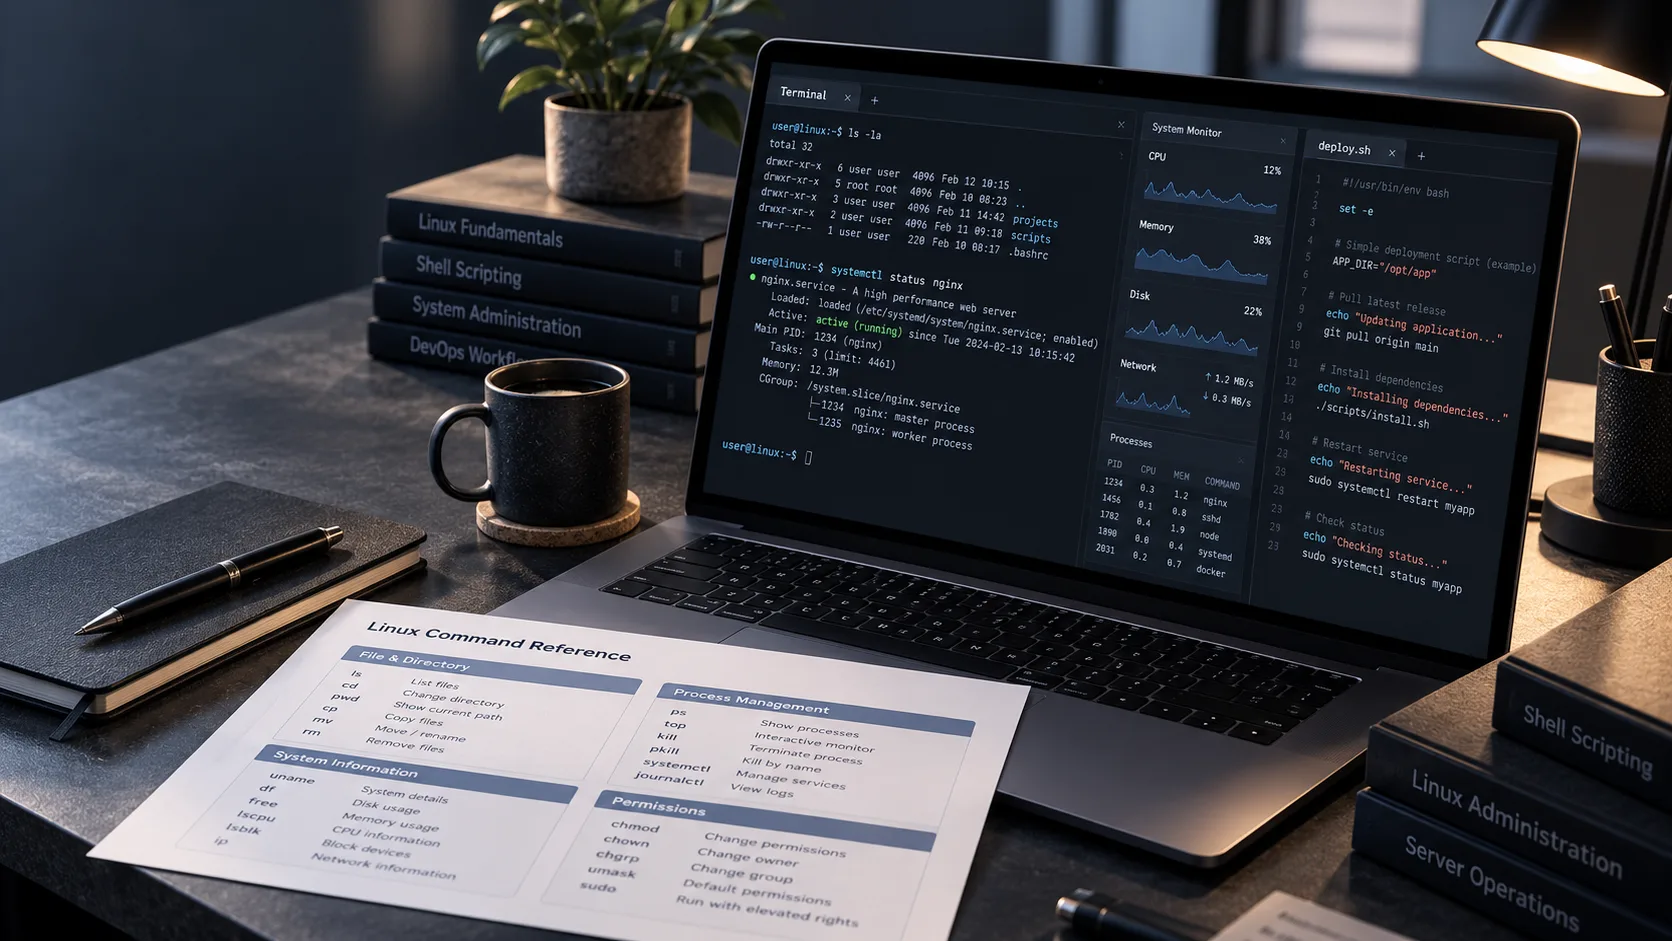 Linux Fundamentals
Shell Scripting
System Administration
DevOps Workfl
Terminal × +
user@linux:~$ ls -la
total 32
drwxr-xr-x 6 user user 4096 Feb 12 10:15 .
drwxr-xr-x 5 root root 4096 Feb 10 08:23 ..
drwxr-xr-x 3 user user 4096 Feb 11 14:42 projects
drwxr-xr-x 2 user user 4096 Feb 11 09:18 scripts
-rw-r--r-- 1 user user 220 Feb 10 08:17 .bashrc
user@linux:~$ systemctl status nginx
● nginx.service - A high performance web server
Loaded: loaded (/etc/systemd/system/nginx.service; enabled)
Active: active (running) since Tue 2024-02-13 10:15:42
Main PID: 1234 (nginx)
Tasks: 3 (limit: 4461)
Memory: 12.3M
CGroup: /system.slice/nginx.service
├─1234 nginx: master process
└─1235 nginx: worker process
user@linux:~$
System Monitor
CPU 12%
Memory 38%
Disk 22%
Network ↑ 1.2 MB/s
↓ 0.3 MB/s
Processes
PID CPU MEM COMMAND
1234 0.3 1.2 nginx
1456 0.1 0.8 sshd
1782 0.4 1.9 node
1890 0.0 0.4 systemd
2031 0.2 0.7 docker
deploy.sh × +
#!/usr/bin/env bash
set -e
# Simple deployment script (example)
APP_DIR="/opt/app"
# Pull latest release
echo "Updating application..."
git pull origin main
# Install dependencies
echo "Installing dependencies..."
./scripts/install.sh
# Restart service
echo "Restarting service..."
sudo systemctl restart myapp
# Check status
echo "Checking status..."
sudo systemctl status myapp
Linux Command Reference
File & Directory
ls List files
cd Change directory
pwd Show current path
cp Copy files
mv Move / rename
rm Remove files
System Information
uname System details
df Disk usage
free Memory usage
lscpu CPU information
lsblk Block devices
ip Network information
Process Management
ps Show processes
top Interactive monitor
kill Terminate process
pkill Kill by name
systemctl Manage services
journalctl View logs
Permissions
chmod Change permissions
chown Change owner
chgrp Change group
umask Default permissions
sudo Run with elevated rights
Shell Scripting
Linux Administration
Server Operations